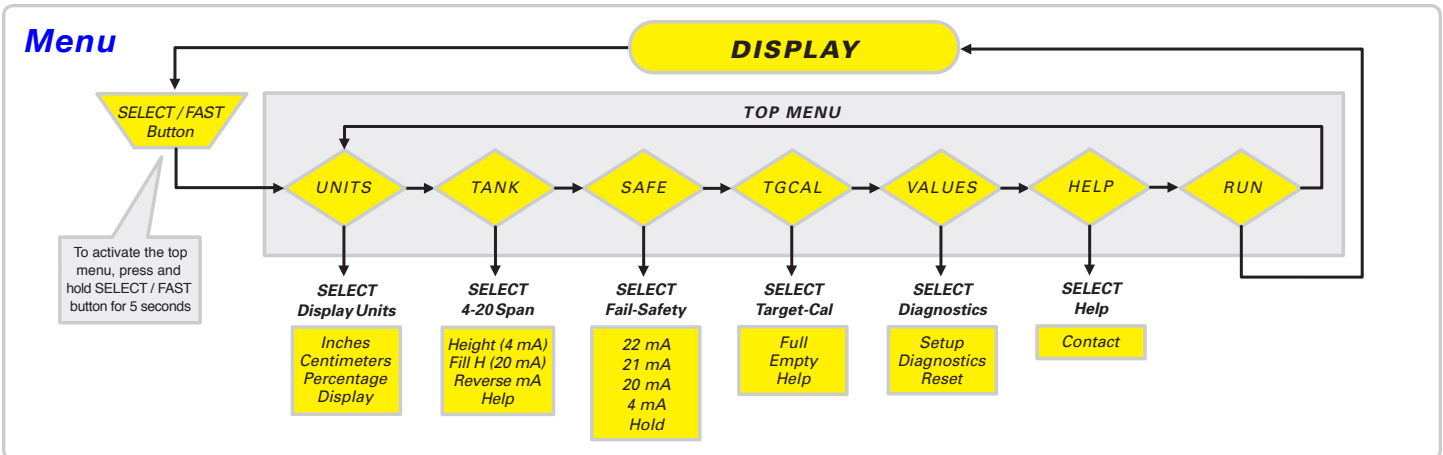 Menu
DISPLAY
SELECT / FAST
Button
TOP MENU
UNITS
TANK
SAFE
TGCAL
VALUES
HELP
RUN
To activate the top
menu, press and
hold SELECT / FAST
button for 5 seconds
SELECT
Display Units
Inches
Centimeters
Percentage
Display
SELECT
4-20 Span
Height (4 mA)
Fill H (20 mA)
Reverse mA
Help
SELECT
Fail-Safety
22 mA
21 mA
20 mA
4 mA
Hold
SELECT
Target-Cal
Full
Empty
Help
SELECT
Diagnostics
Setup
Diagnostics
Reset
SELECT
Help
Contact